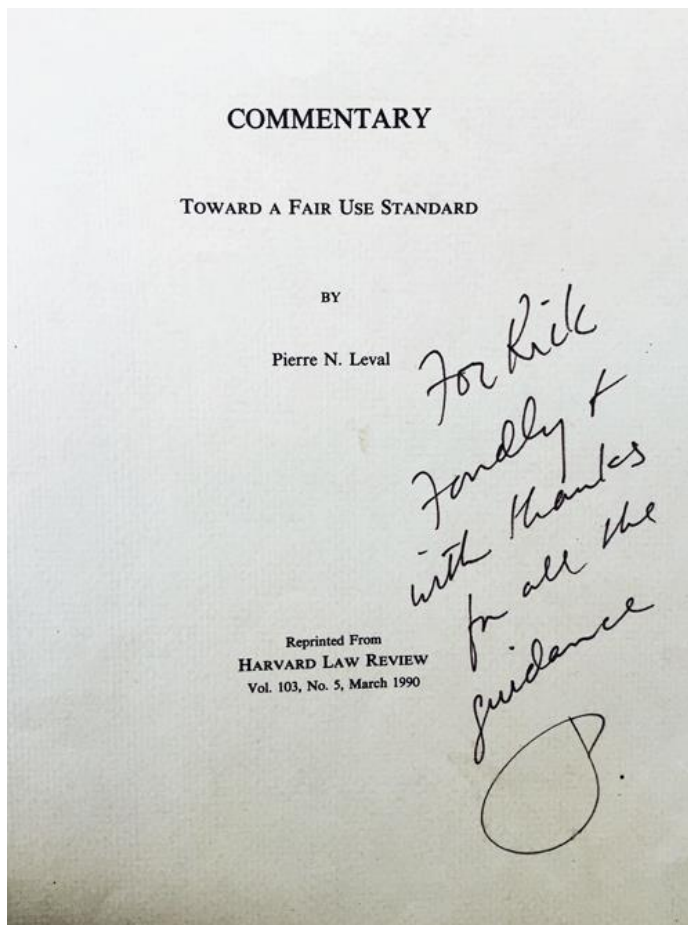 COMMENTARY
TOWARD A FAIR USE STANDARD
BY
Pierre N. Leval
For Rick
Fondly +
with thanks
for all the
guidance
P.
Reprinted From
HARVARD LAW REVIEW
Vol. 103, No. 5, March 1990